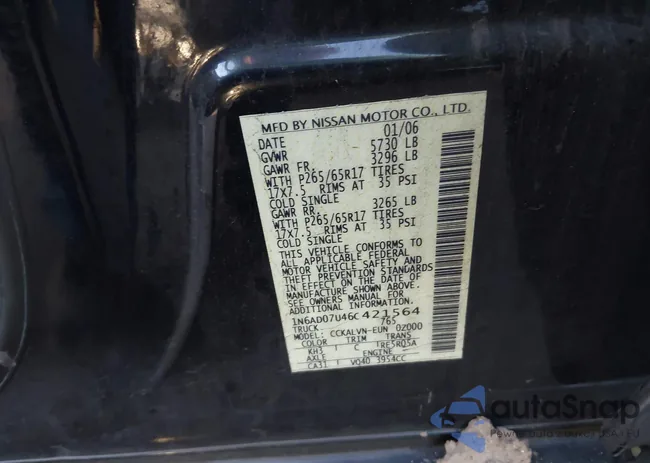 MFD BY NISSAN MOTOR CO., LTD.
DATE 01/06
GVWR 5730 LB
GAWR FR. 3296 LB
WITH P265/65R17 TIRES
17X7.5 RIMS AT 35 PSI
COLD SINGLE
GAWR RR. 3265 LB
WITH P265/65R17 TIRES
17X7.5 RIMS AT 35 PSI
COLD SINGLE
THIS VEHICLE CONFORMS TO
ALL APPLICABLE FEDERAL
MOTOR VEHICLE SAFETY AND
THEFT PREVENTION STANDARDS
IN EFFECT ON THE DATE OF
MANUFACTURE SHOWN ABOVE.
SEE OWNERS MANUAL FOR
ADDITIONAL INFORMATION.
1N6AD07U46C421564
TRUCK 765
MODEL CCKALVN-EUN 0Z000
COLOR TRIM TRANS
KH3 C TRE5R05A
AXLE ENGINE
CA31 VQ40 3954CC
autoSnap